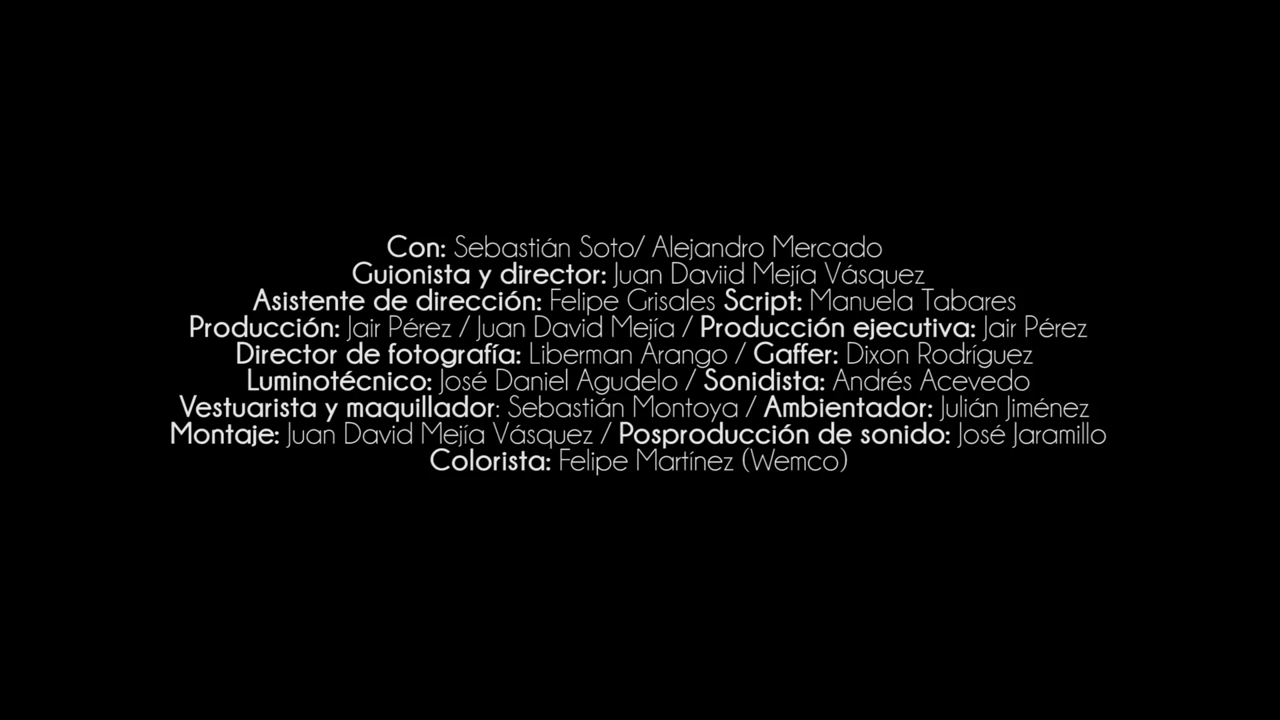 Con: Sebastián Soto/ Alejandro Mercado
Guionista y director: Juan Daviid Mejía Vásquez
Asistente de dirección: Felipe Grisales Script: Manuela Tabares
Producción: Jair Pérez / Juan David Mejía / Producción ejecutiva: Jair Pérez
Director de fotografía: Liberman Arango / Gaffer: Dixon Rodríguez
Luminotécnico: José Daniel Agudelo / Sonidista: Andrés Acevedo
Vestuarista y maquillador: Sebastián Montoya / Ambientador: Julián Jiménez
Montaje: Juan David Mejía Vásquez / Posproducción de sonido: José Jaramillo
Colorista: Felipe Martínez (Wemco)